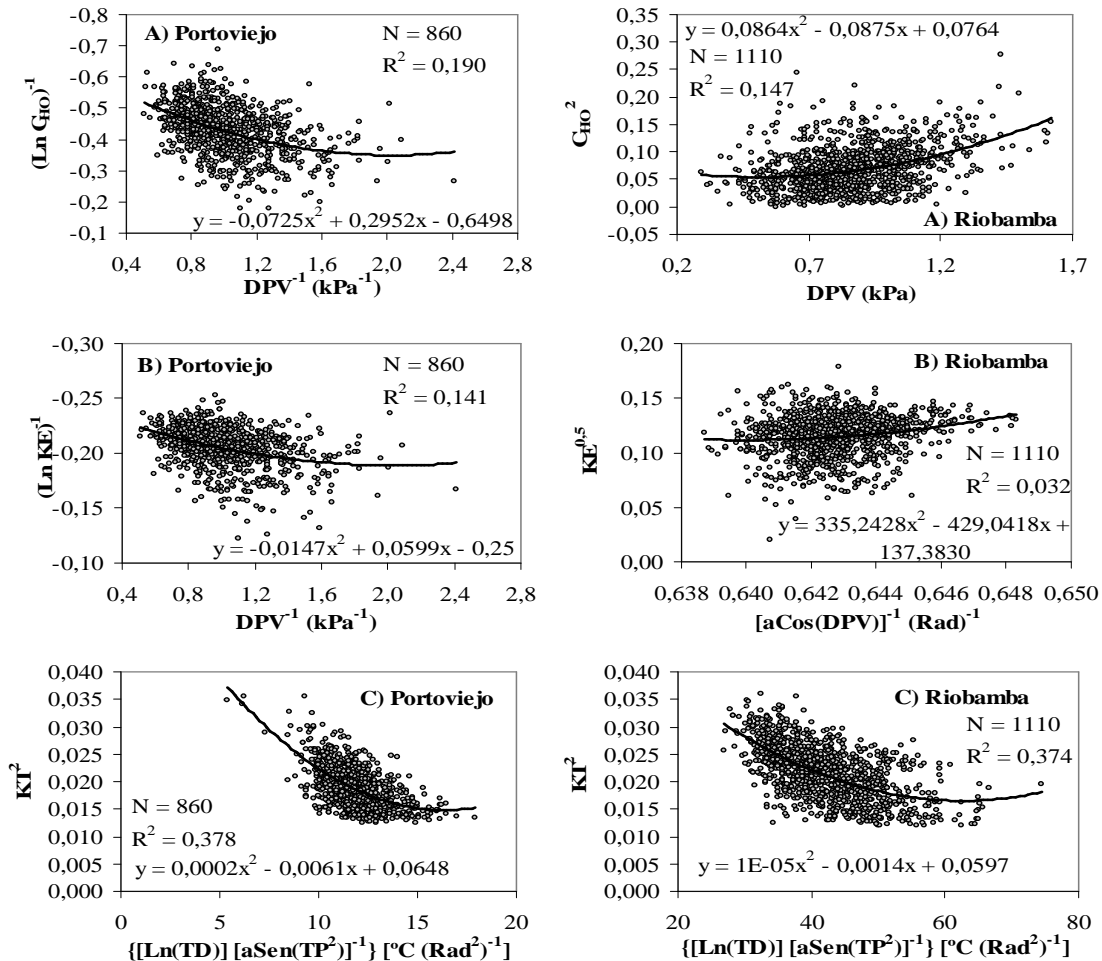 A) Portoviejo
N = 860
R² = 0,190
y = -0,0725x² + 0,2952x - 0,6498
(Ln C_HO)⁻¹
-0,8
-0,7
-0,6
-0,5
-0,4
-0,3
-0,2
-0,1
0,4 0,8 1,2 1,6 2,0 2,4 2,8
DPV⁻¹ (kPa⁻¹)
y = 0,0864x² - 0,0875x + 0,0764
N = 1110
R² = 0,147
A) Riobamba
C_HO²
0,35
0,30
0,25
0,20
0,15
0,10
0,05
0,00
-0,05
0,2 0,7 1,2 1,7
DPV (kPa)
B) Portoviejo
N = 860
R² = 0,141
y = -0,0147x² + 0,0599x - 0,25
(Ln KE)⁻¹
-0,30
-0,25
-0,20
-0,15
-0,10
0,4 0,8 1,2 1,6 2,0 2,4 2,8
DPV⁻¹ (kPa⁻¹)
B) Riobamba
N = 1110
R² = 0,032
y = 335,2428x² - 429,0418x +
137,3830
KE^0,5
0,20
0,15
0,10
0,05
0,00
0,638 0,640 0,642 0,644 0,646 0,648 0,650
[aCos(DPV)]⁻¹ (Rad)⁻¹
C) Portoviejo
N = 860
R² = 0,378
y = 0,0002x² - 0,0061x + 0,0648
KT²
0,040
0,035
0,030
0,025
0,020
0,015
0,010
0,005
0,000
0 5 10 15 20
{[Ln(TD)] [aSen(TP²)]⁻¹} [ºC (Rad²)⁻¹]
C) Riobamba
N = 1110
R² = 0,374
y = 1E-05x² - 0,0014x + 0,0597
KT²
0,040
0,035
0,030
0,025
0,020
0,015
0,010
0,005
0,000
20 40 60 80
{[Ln(TD)] [aSen(TP²)]⁻¹} [ºC (Rad²)⁻¹]